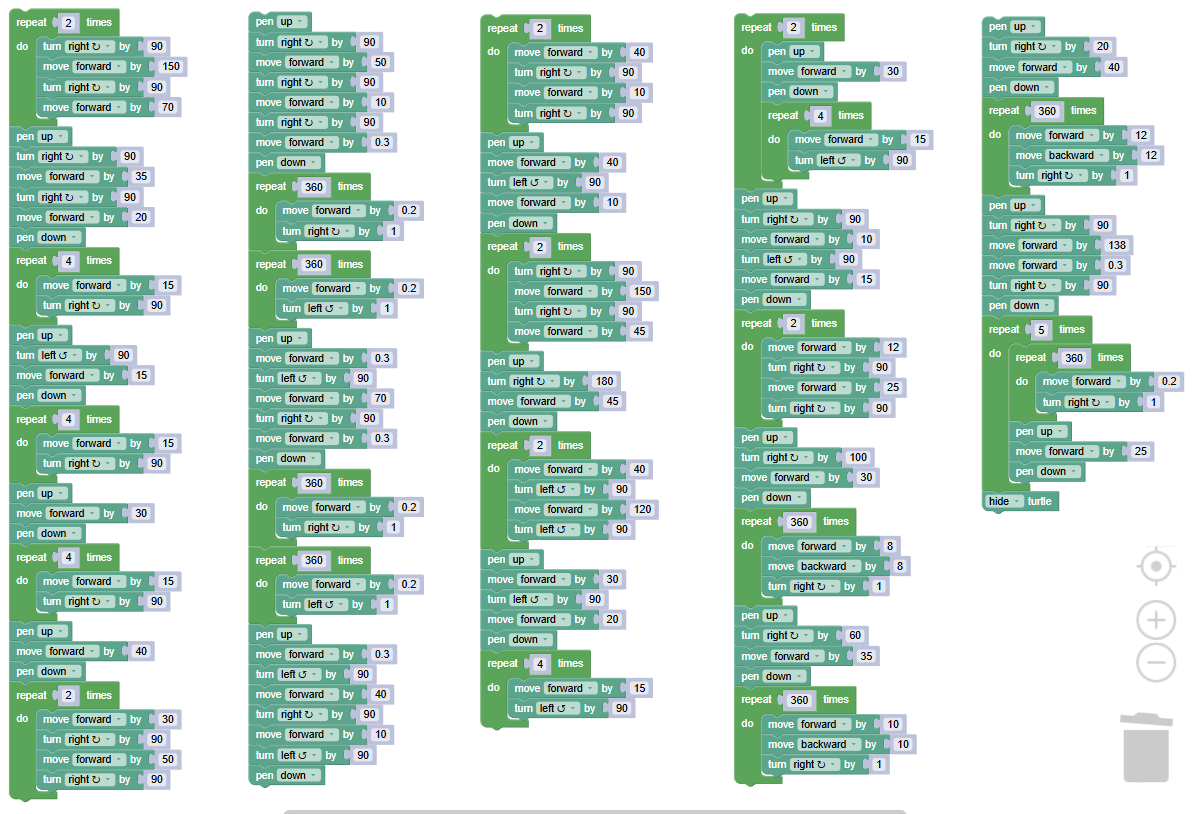 repeat 2 times
do turn right ↻ by 90
move forward by 150
turn right ↻ by 90
move forward by 70
pen up
turn right ↻ by 90
move forward by 35
turn right ↻ by 90
move forward by 20
pen down
repeat 4 times
do move forward by 15
turn right ↻ by 90
pen up
turn left ↺ by 90
move forward by 15
pen down
repeat 4 times
do move forward by 15
turn right ↻ by 90
pen up
move forward by 30
pen down
repeat 4 times
do move forward by 15
turn right ↻ by 90
pen up
move forward by 40
pen down
repeat 2 times
do move forward by 30
turn right ↻ by 90
move forward by 50
turn right ↻ by 90
pen up
turn right ↻ by 90
move forward by 50
turn right ↻ by 90
move forward by 10
turn right ↻ by 90
move forward by 0.3
pen down
repeat 360 times
do move forward by 0.2
turn right ↻ by 1
repeat 360 times
do move forward by 0.2
turn left ↺ by 1
pen up
move forward by 0.3
turn left ↺ by 90
move forward by 70
turn right ↻ by 90
move forward by 0.3
pen down
repeat 360 times
do move forward by 0.2
turn right ↻ by 1
repeat 360 times
do move forward by 0.2
turn left ↺ by 1
pen up
move forward by 0.3
turn left ↺ by 90
move forward by 40
turn right ↻ by 90
move forward by 10
turn left ↺ by 90
pen down
repeat 2 times
do move forward by 40
turn right ↻ by 90
move forward by 10
turn right ↻ by 90
pen up
move forward by 40
turn left ↺ by 90
move forward by 10
pen down
repeat 2 times
do turn right ↻ by 90
move forward by 150
turn right ↻ by 90
move forward by 45
pen up
turn right ↻ by 180
move forward by 45
pen down
repeat 2 times
do move forward by 40
turn left ↺ by 90
move forward by 120
turn left ↺ by 90
pen up
move forward by 30
turn left ↺ by 90
move forward by 20
pen down
repeat 4 times
do move forward by 15
turn left ↺ by 90
repeat 2 times
do pen up
move forward by 30
pen down
repeat 4 times
do move forward by 15
turn left ↺ by 90
pen up
turn right ↻ by 90
move forward by 10
turn left ↺ by 90
move forward by 15
pen down
repeat 2 times
do move forward by 12
turn right ↻ by 90
move forward by 25
turn right ↻ by 90
pen up
turn right ↻ by 100
move forward by 30
pen down
repeat 360 times
do move forward by 8
move backward by 8
turn right ↻ by 1
pen up
turn right ↻ by 60
move forward by 35
pen down
repeat 360 times
do move forward by 10
move backward by 10
turn right ↻ by 1
pen up
turn right ↻ by 20
move forward by 40
pen down
repeat 360 times
do move forward by 12
move backward by 12
turn right ↻ by 1
pen up
turn right ↻ by 90
move forward by 138
move forward by 0.3
turn right ↻ by 90
pen down
repeat 5 times
do repeat 360 times
do move forward by 0.2
turn right ↻ by 1
pen up
move forward by 25
pen down
hide turtle